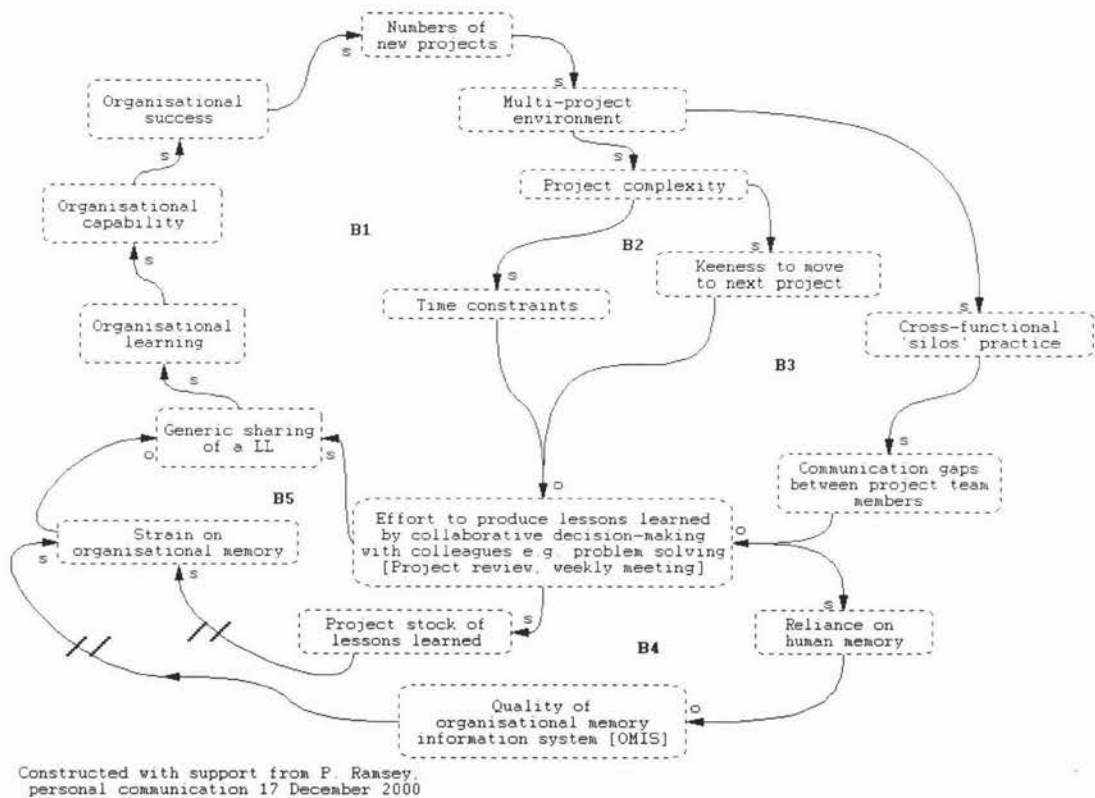 Numbers of
new projects
s
s
Organisational
success
Multi-project
environment
s
s
Project complexity
Organisational
capability
B1
B2
s
Keeness to move
to next project
s
s
Time constraints
s
Organisational
learning
Cross-functional
'silos' practice
B3
s
Generic sharing
of a LL
o
s
s
Communication gaps
between project team
members
B5
o
Effort to produce lessons learned
by collaborative decision-making
with colleagues e.g. problem solving
[Project review, weekly meeting]
o
Strain on
organisational memory
s
s
s
s
Project stock of
lessons learned
Reliance on
human memory
B4
Quality of
organisational memory
information system [OMIS]
o
Constructed with support from P. Ramsey,
personal communication 17 December 2000